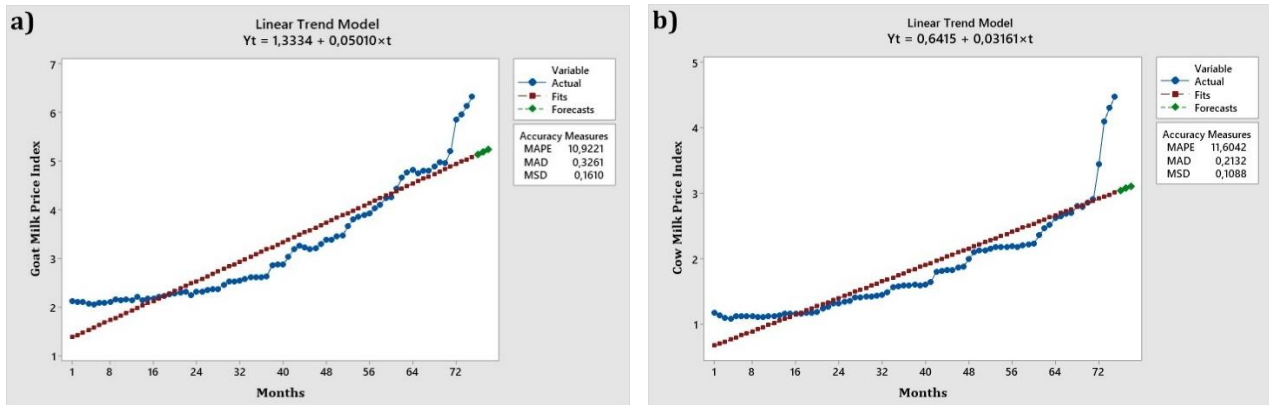 a)
Linear Trend Model
Yt = 1,3334 + 0,05010×t
Goat Milk Price Index
7
6
5
4
3
2
1
1 8 16 24 32 40 48 56 64 72
Months
Variable
Actual
Fits
Forecasts
Accuracy Measures
MAPE 10,9221
MAD 0,3261
MSD 0,1610
b)
Linear Trend Model
Yt = 0,6415 + 0,03161×t
Cow Milk Price Index
5
4
3
2
1
1 8 16 24 32 40 48 56 64 72
Months
Variable
Actual
Fits
Forecasts
Accuracy Measures
MAPE 11,6042
MAD 0,2132
MSD 0,1088